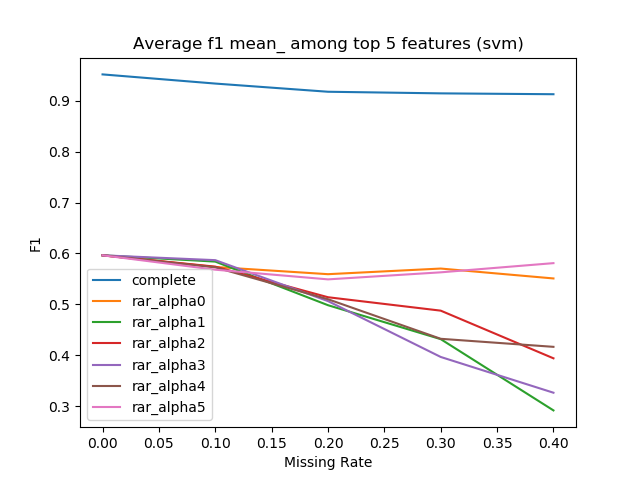 Average f1 mean_ among top 5 features (svm)
F1
0.9
0.8
0.7
0.6
0.5
0.4
0.3
complete
rar_alpha0
rar_alpha1
rar_alpha2
rar_alpha3
rar_alpha4
rar_alpha5
0.00 0.05 0.10 0.15 0.20 0.25 0.30 0.35 0.40
Missing Rate